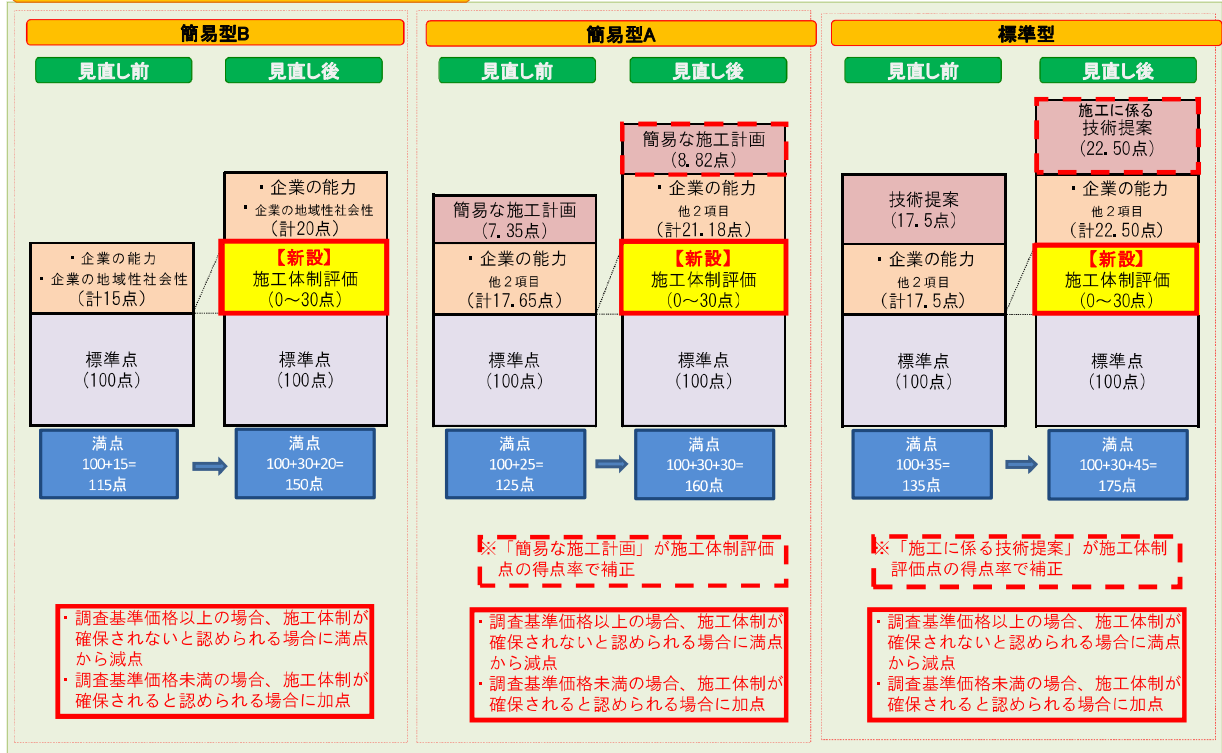 簡易型B
見直し前
見直し後
・企業の能力
・企業の地域性社会性
(計15点)
標準点
(100点)
満点
100+15=
115点
・企業の能力
・企業の地域性社会性
(計20点)
【新設】
施工体制評価
(0～30点)
標準点
(100点)
満点
100+30+20=
150点
・調査基準価格以上の場合、施工体制が
確保されないと認められる場合に満点
から減点
・調査基準価格未満の場合、施工体制が
確保されると認められる場合に加点
簡易型A
見直し前
見直し後
簡易な施工計画
(7.35点)
・企業の能力
他2項目
(計17.65点)
標準点
(100点)
満点
100+25=
125点
簡易な施工計画
(8.82点)
・企業の能力
他2項目
(計21.18点)
【新設】
施工体制評価
(0～30点)
標準点
(100点)
満点
100+30+30=
160点
※「簡易な施工計画」が施工体制評価
点の得点率で補正
・調査基準価格以上の場合、施工体制が
確保されないと認められる場合に満点
から減点
・調査基準価格未満の場合、施工体制が
確保されると認められる場合に加点
標準型
見直し前
見直し後
技術提案
(17.5点)
・企業の能力
他2項目
(計17.5点)
標準点
(100点)
満点
100+35=
135点
施工に係る
技術提案
(22.50点)
・企業の能力
他2項目
(計22.50点)
【新設】
施工体制評価
(0～30点)
標準点
(100点)
満点
100+30+45=
175点
※「施工に係る技術提案」が施工体制
評価点の得点率で補正
・調査基準価格以上の場合、施工体制が
確保されないと認められる場合に満点
から減点
・調査基準価格未満の場合、施工体制が
確保されると認められる場合に加点